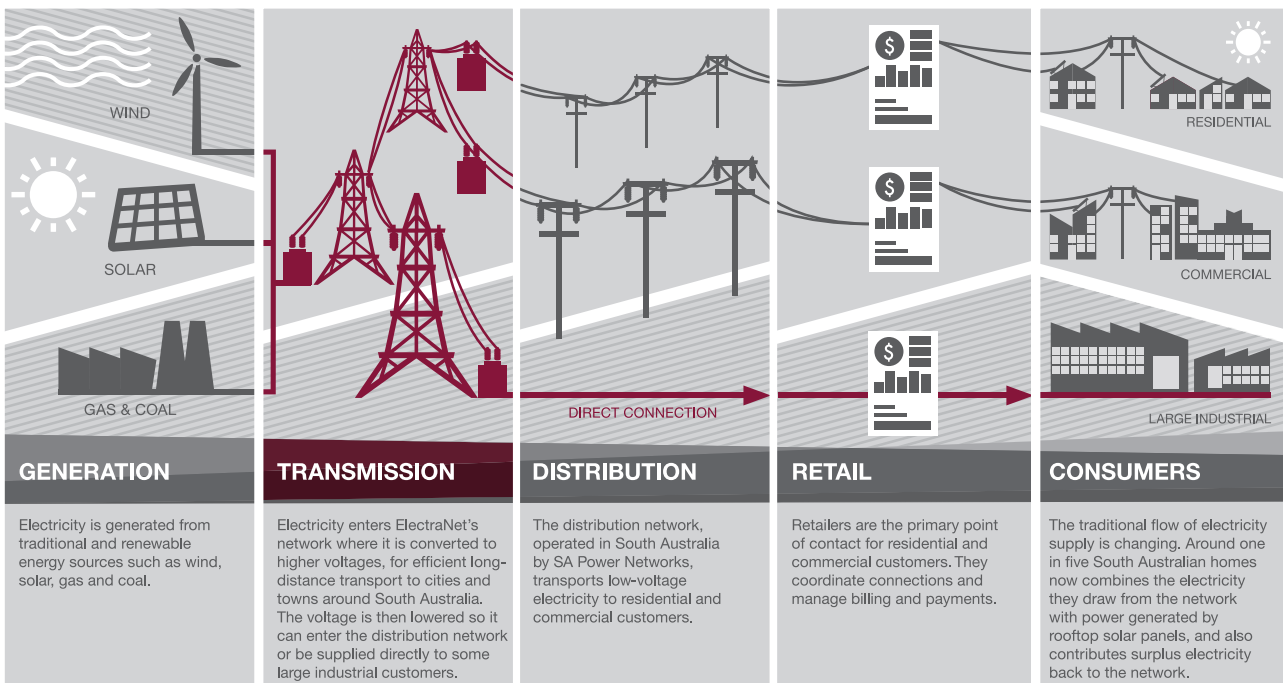 WIND
SOLAR
GAS & COAL
GENERATION
Electricity is generated from
traditional and renewable
energy sources such as wind,
solar, gas and coal.
TRANSMISSION
Electricity enters ElectraNet's
network where it is converted to
higher voltages, for efficient long-
distance transport to cities and
towns around South Australia.
The voltage is then lowered so it
can enter the distribution network
or be supplied directly to some
large industrial customers.
DIRECT CONNECTION
DISTRIBUTION
The distribution network,
operated in South Australia
by SA Power Networks,
transports low-voltage
electricity to residential and
commercial customers.
$
$
$
RETAIL
Retailers are the primary point
of contact for residential and
commercial customers. They
coordinate connections and
manage billing and payments.
RESIDENTIAL
COMMERCIAL
LARGE INDUSTRIAL
CONSUMERS
The traditional flow of electricity
supply is changing. Around one
in five South Australian homes
now combines the electricity
they draw from the network
with power generated by
rooftop solar panels, and also
contributes surplus electricity
back to the network.